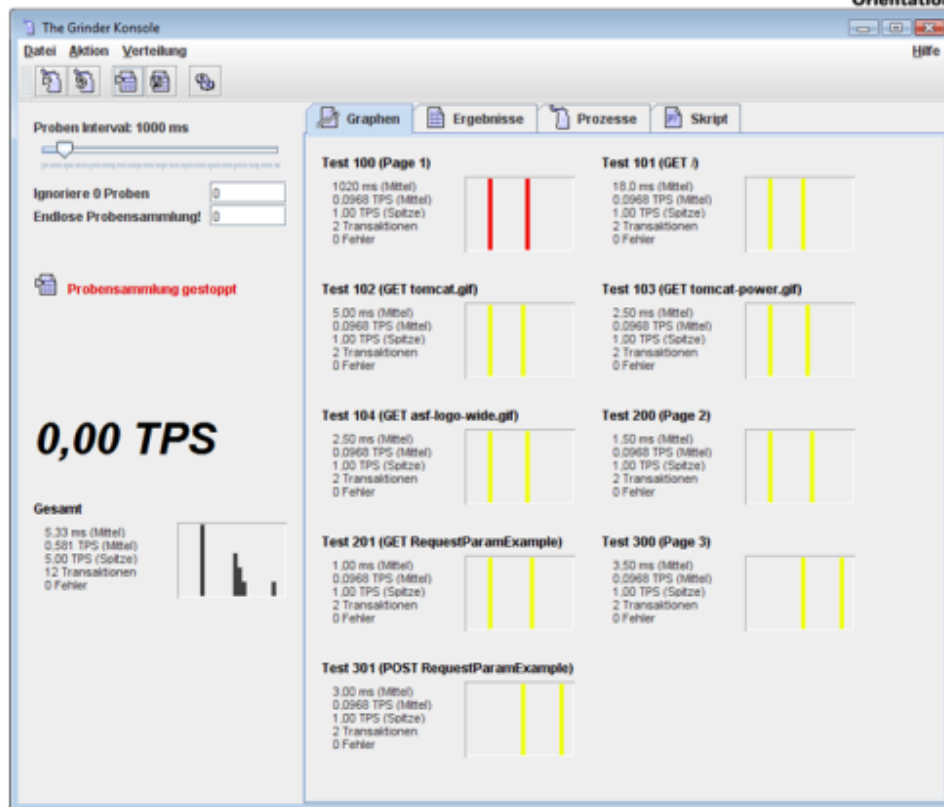 Orientation
The Grinder Konsole
Datei Aktion Verteilung Hilfe
Graphen Ergebnisse Prozesse Skript
Proben Interval: 1000 ms
Ignoriere 0 Proben 0
Endlose Probensammlung! 0
Probensammlung gestoppt
0,00 TPS
Gesamt
5.33 ms (Mittel)
0.581 TPS (Mittel)
5.00 TPS (Spitze)
12 Transaktionen
0 Fehler
Test 100 (Page 1)
1020 ms (Mittel)
0.0968 TPS (Mittel)
1.00 TPS (Spitze)
2 Transaktionen
0 Fehler
Test 101 (GET /)
18.0 ms (Mittel)
0.0968 TPS (Mittel)
1.00 TPS (Spitze)
2 Transaktionen
0 Fehler
Test 102 (GET tomcat.gif)
5.00 ms (Mittel)
0.0968 TPS (Mittel)
1.00 TPS (Spitze)
2 Transaktionen
0 Fehler
Test 103 (GET tomcat-power.gif)
2.50 ms (Mittel)
0.0968 TPS (Mittel)
1.00 TPS (Spitze)
2 Transaktionen
0 Fehler
Test 104 (GET asf-logo-wide.gif)
2.50 ms (Mittel)
0.0968 TPS (Mittel)
1.00 TPS (Spitze)
2 Transaktionen
0 Fehler
Test 200 (Page 2)
1.50 ms (Mittel)
0.0968 TPS (Mittel)
1.00 TPS (Spitze)
2 Transaktionen
0 Fehler
Test 201 (GET RequestParamExample)
1.00 ms (Mittel)
0.0968 TPS (Mittel)
1.00 TPS (Spitze)
2 Transaktionen
0 Fehler
Test 300 (Page 3)
3.50 ms (Mittel)
0.0968 TPS (Mittel)
1.00 TPS (Spitze)
2 Transaktionen
0 Fehler
Test 301 (POST RequestParamExample)
3.00 ms (Mittel)
0.0968 TPS (Mittel)
1.00 TPS (Spitze)
2 Transaktionen
0 Fehler